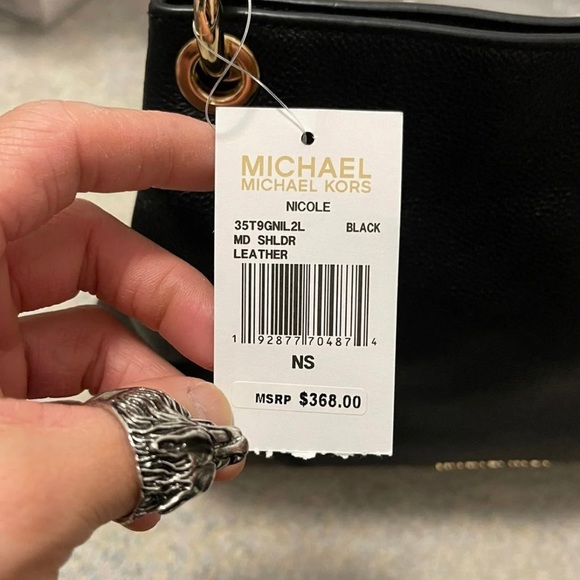 MICHAEL
MICHAEL KORS
NICOLE
35T9GNIL2L BLACK
MD SHLDR
LEATHER
1 92877 70487 4
NS
MSRP $368.00